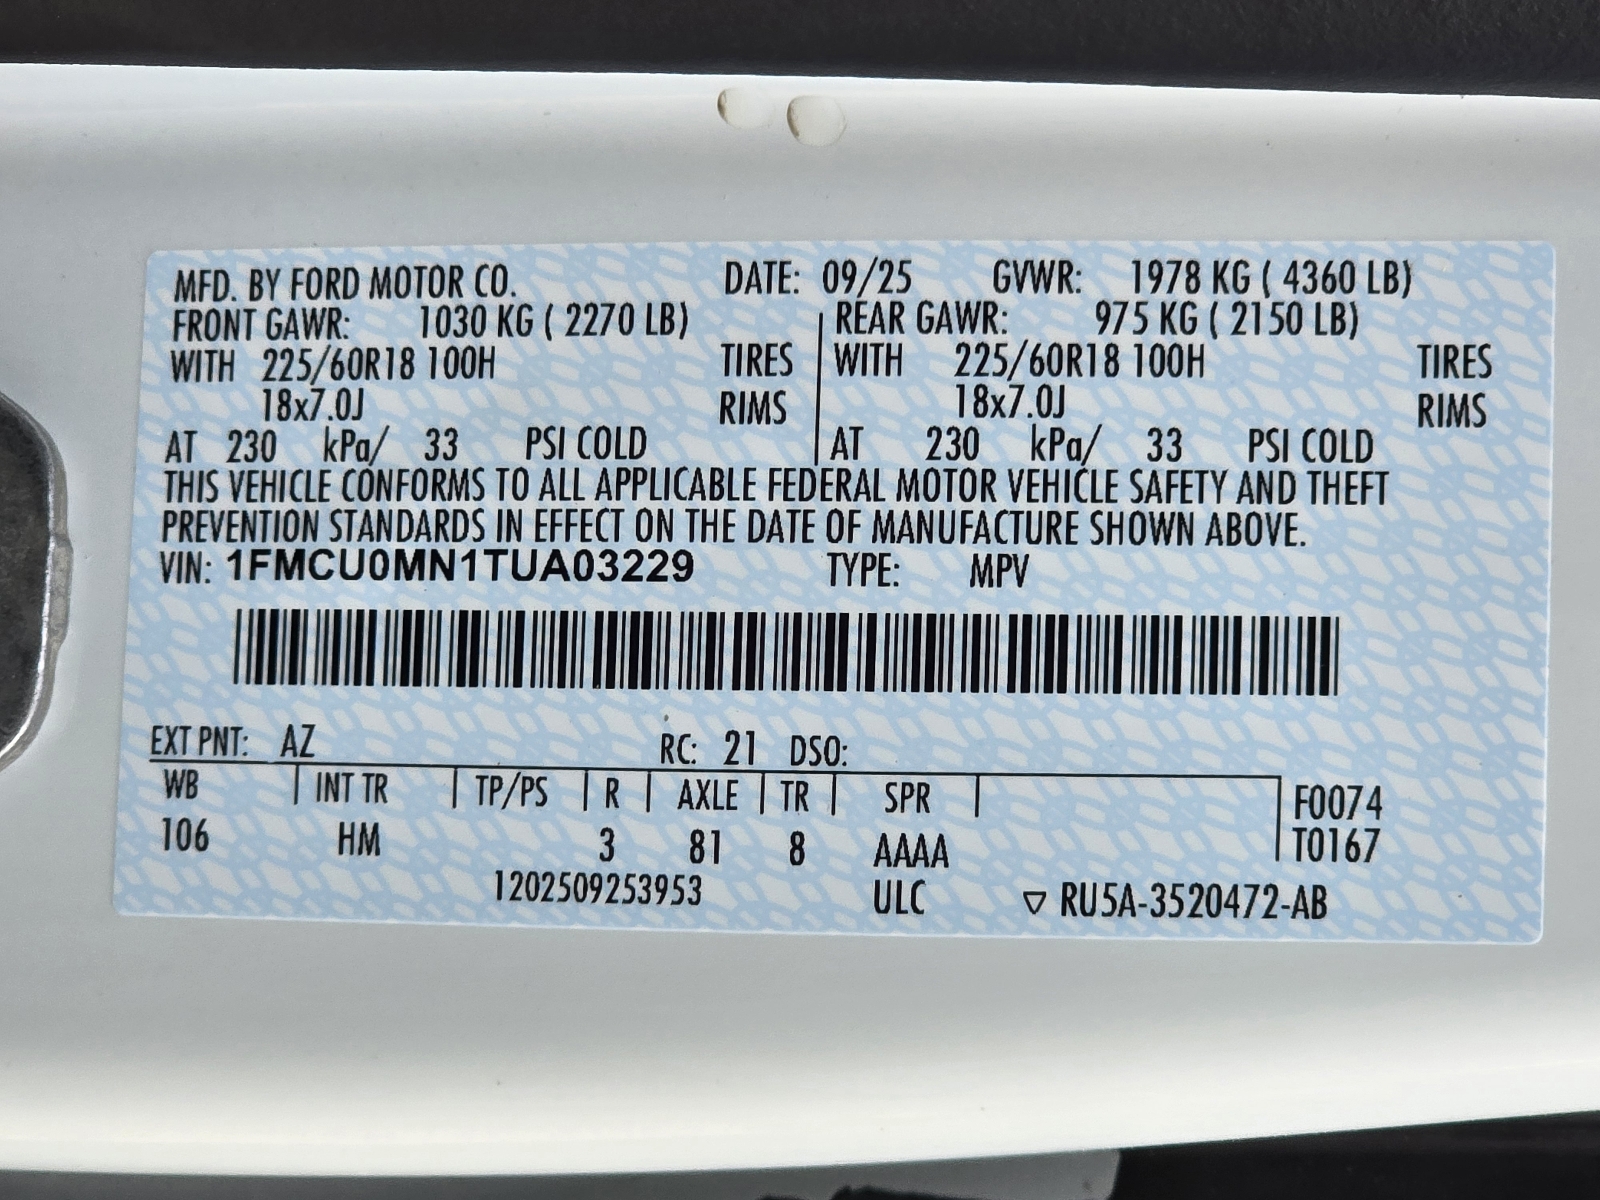 MFD. BY FORD MOTOR CO. DATE: 09/25 GVWR: 1978 KG ( 4360 LB)
FRONT GAWR: 1030 KG ( 2270 LB) REAR GAWR: 975 KG ( 2150 LB)
WITH 225/60R18 100H TIRES WITH 225/60R18 100H TIRES
18x7.0J RIMS 18x7.0J RIMS
AT 230 kPa/ 33 PSI COLD AT 230 kPa/ 33 PSI COLD
THIS VEHICLE CONFORMS TO ALL APPLICABLE FEDERAL MOTOR VEHICLE SAFETY AND THEFT
PREVENTION STANDARDS IN EFFECT ON THE DATE OF MANUFACTURE SHOWN ABOVE.
VIN: 1FMCU0MN1TUA03229 TYPE: MPV
EXT PNT: AZ RC: 21 DSO:
WB INT TR TP/PS R AXLE TR SPR F0074
106 HM 3 81 8 AAAA T0167
1202509253953 ULC ▽ RU5A-3520472-AB